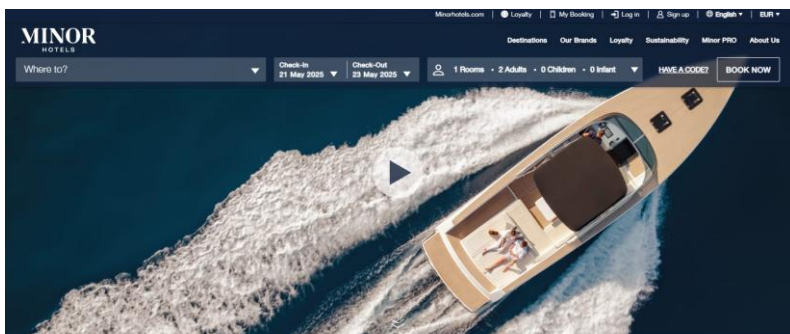 Minorhotels.com | Loyalty | My Booking | Log in | Sign up | English | EUR
MINOR
HOTELS
Destinations Our Brands Loyalty Sustainability Minor PRO About Us
Where to?
Check-In
21 May 2025
Check-Out
23 May 2025
1 Rooms • 2 Adults • 0 Children • 0 Infant
HAVE A CODE?
BOOK NOW